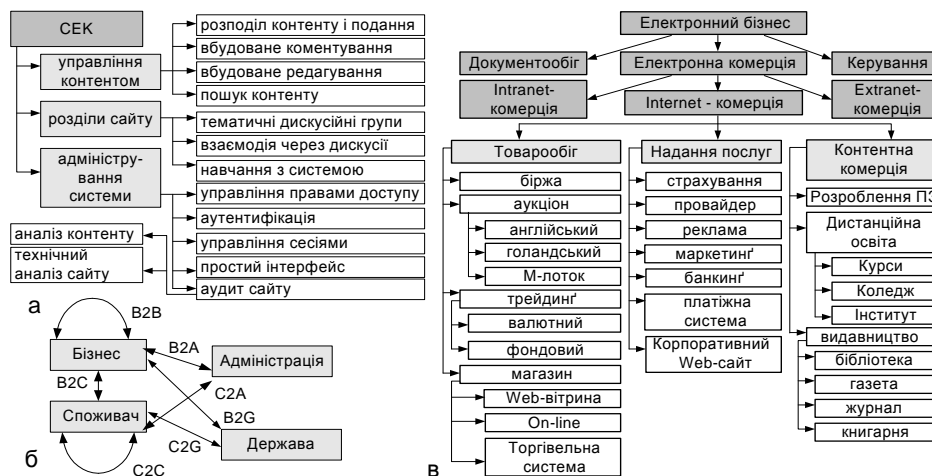 СЕК
управління
контентом
розділи сайту
адміністру-
вання
системи
розподіл контенту і подання
вбудоване коментування
вбудоване редагування
пошук контенту
тематичні дискусійні групи
взаємодія через дискусії
навчання з системою
управління правами доступу
аутентифікація
управління сесіями
простий інтерфейс
аудит сайту
аналіз контенту
технічний
аналіз сайту
а
B2B
Бізнес
B2A
Адміністрація
B2C
C2A
Споживач
B2G
C2G
Держава
C2C
б
Електронний бізнес
Документообіг
Електронна комерція
Керування
Intranet-
комерція
Internet - комерція
Extranet-
комерція
Товарообіг
біржа
аукціон
англійський
голандський
М-лоток
трейдинґ
валютний
фондовий
магазин
Web-вітрина
On-line
Торгівельна
система
Надання послуг
страхування
провайдер
реклама
маркетинґ
банкинґ
платіжна
система
Корпоративний
Web-сайт
Контентна
комерція
Розроблення ПЗ
Дистанційна
освіта
Курси
Коледж
Інститут
видавництво
бібліотека
газета
журнал
книгарня
в